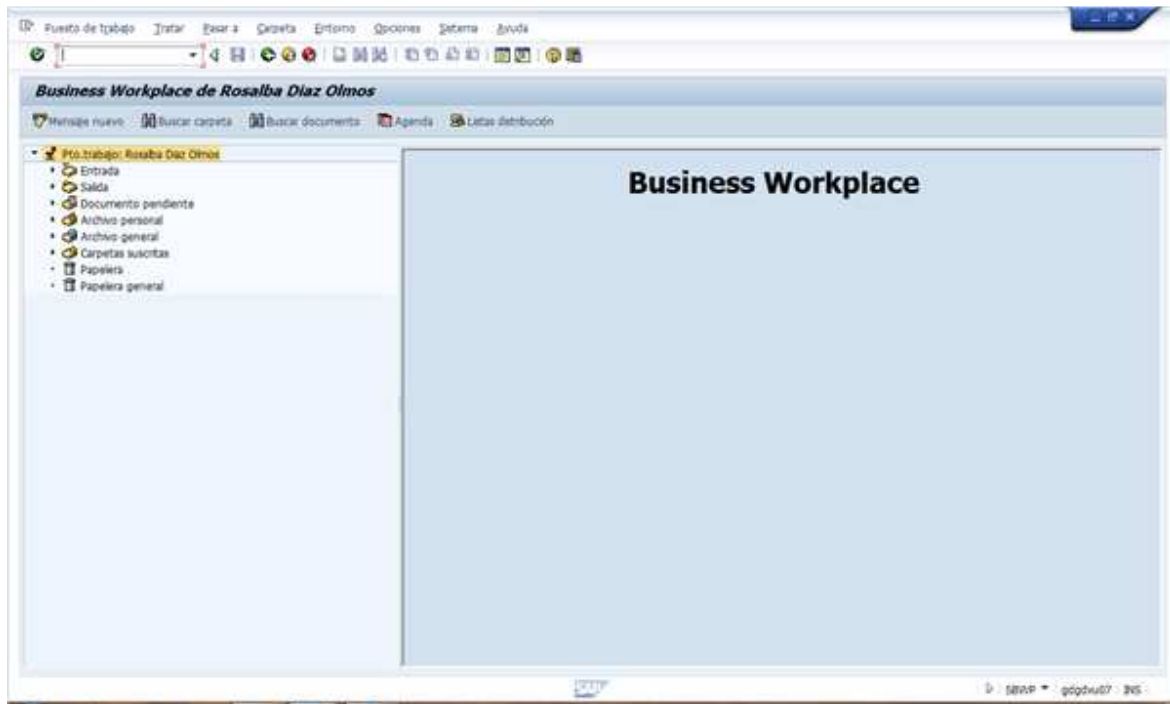 Puesto de trabajo Tratar Pasar a Carpeta Entorno Opciones Sistema Ayuda
Business Workplace de Rosalba Diaz Olmos
Mensaje nuevo Buscar carpeta Buscar documento Agenda Listas distribución
Pto.trabajo: Rosalba Diaz Olmos
Entrada
Salida
Documento pendiente
Archivo personal
Archivo general
Carpetas suscritas
Papelera
Papelera general
Business Workplace
SAP
SBWP gdgdvu07 INS